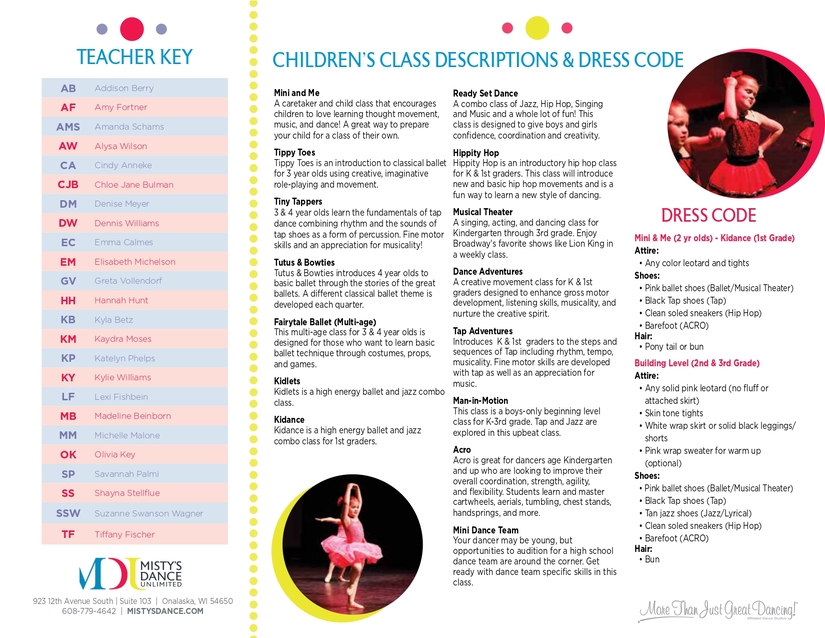 TEACHER KEY
AB Addison Berry
AF Amy Fortner
AMS Amanda Schams
AW Alysa Wilson
CA Cindy Anneke
CJB Chloe Jane Bulman
DM Denise Meyer
DW Dennis Williams
EC Emma Calmes
EM Elisabeth Michelson
GV Greta Vollendorf
HH Hannah Hunt
KB Kyla Betz
KM Kaydra Moses
KP Katelyn Phelps
KY Kylie Williams
LF Lexi Fishbein
MB Madeline Beinborn
MM Michelle Malone
OK Olivia Key
SP Savannah Palmi
SS Shayna Stellflue
SSW Suzanne Swanson Wagner
TF Tiffany Fischer
MDU MISTY'S
DANCE
UNLIMITED
923 12th Avenue South | Suite 103 | Onalaska, WI 54650
608-779-4642 | MISTYSDANCE.COM
CHILDREN'S CLASS DESCRIPTIONS & DRESS CODE
Mini and Me
A caretaker and child class that encourages
children to love learning thought movement,
music, and dance! A great way to prepare
your child for a class of their own.
Tippy Toes
Tippy Toes is an introduction to classical ballet
for 3 year olds using creative, imaginative
role-playing and movement.
Tiny Tappers
3 & 4 year olds learn the fundamentals of tap
dance combining rhythm and the sounds of
tap shoes as a form of percussion. Fine motor
skills and an appreciation for musicality!
Tutus & Bowties
Tutus & Bowties introduces 4 year olds to
basic ballet through the stories of the great
ballets. A different classical ballet theme is
developed each quarter.
Fairytale Ballet (Multi-age)
This multi-age class for 3 & 4 year olds is
designed for those who want to learn basic
ballet technique through costumes, props,
and games.
Kidlets
Kidlets is a high energy ballet and jazz combo
class.
Kidance
Kidance is a high energy ballet and jazz
combo class for 1st graders.
Ready Set Dance
A combo class of Jazz, Hip Hop, Singing
and Music and a whole lot of fun! This
class is designed to give boys and girls
confidence, coordination and creativity.
Hippity Hop
Hippity Hop is an introductory hip hop class
for K & 1st graders. This class will introduce
new and basic hip hop movements and is a
fun way to learn a new style of dancing.
Musical Theater
A singing, acting, and dancing class for
Kindergarten through 3rd grade. Enjoy
Broadway's favorite shows like Lion King in
a weekly class.
Dance Adventures
A creative movement class for K & 1st
graders designed to enhance gross motor
development, listening skills, musicality, and
nurture the creative spirit.
Tap Adventures
Introduces K & 1st graders to the steps and
sequences of Tap including rhythm, tempo,
musicality. Fine motor skills are developed
with tap as well as an appreciation for
music.
Man-in-Motion
This class is a boys-only beginning level
class for K-3rd grade. Tap and Jazz are
explored in this upbeat class.
Acro
Acro is great for dancers age Kindergarten
and up who are looking to improve their
overall coordination, strength, agility,
and flexibility. Students learn and master
cartwheels, aerials, tumbling, chest stands,
handsprings, and more.
Mini Dance Team
Your dancer may be young, but
opportunities to audition for a high school
dance team are around the corner. Get
ready with dance team specific skills in this
class.
DRESS CODE
Mini & Me (2 yr olds) - Kidance (1st Grade)
Attire:
• Any color leotard and tights
Shoes:
• Pink ballet shoes (Ballet/Musical Theater)
• Black Tap shoes (Tap)
• Clean soled sneakers (Hip Hop)
• Barefoot (ACRO)
Hair:
• Pony tail or bun
Building Level (2nd & 3rd Grade)
Attire:
• Any solid pink leotard (no fluff or
attached skirt)
• Skin tone tights
• White wrap skirt or solid black leggings/
shorts
• Pink wrap sweater for warm up
(optional)
Shoes:
• Pink ballet shoes (Ballet/Musical Theater)
• Black Tap shoes (Tap)
• Tan jazz shoes (Jazz/Lyrical)
• Clean soled sneakers (Hip Hop)
• Barefoot (ACRO)
Hair:
• Bun
More Than Just Great Dancing!
Affiliated Dance Studios